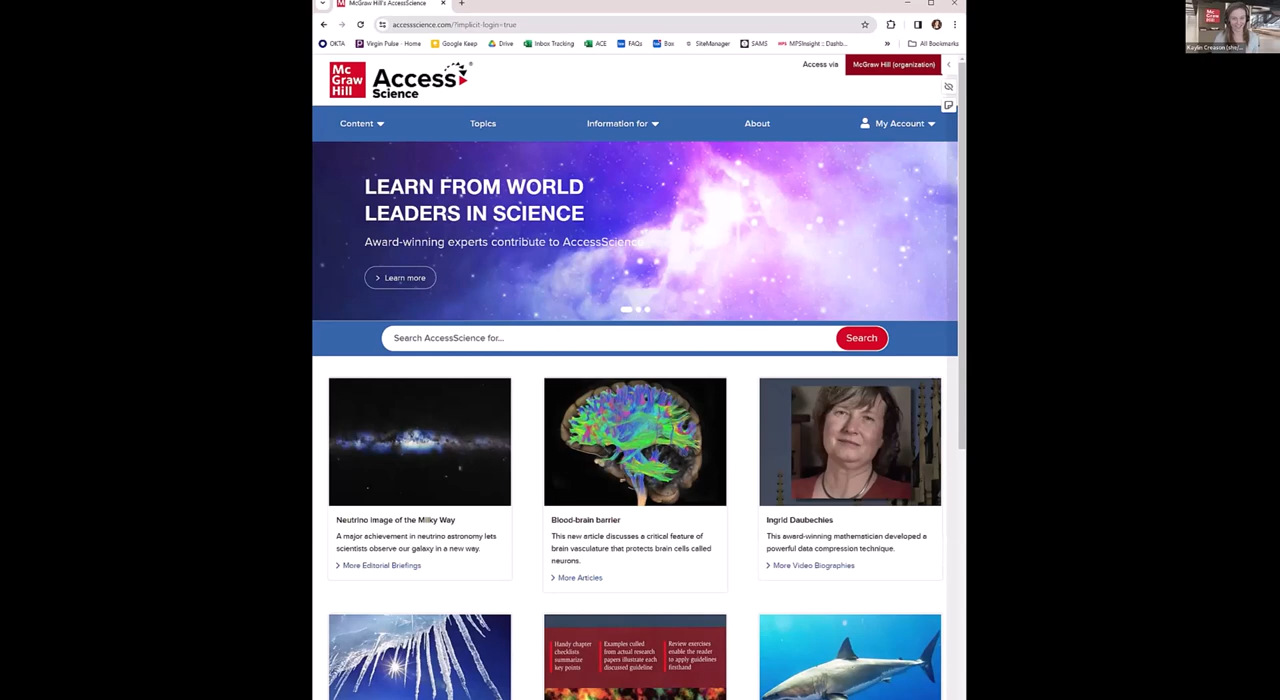 McGraw Hill's AccessScience
accessscience.com/?implicit-login=true
OKTA Virgin Pulse - Home Google Keep Drive Inbox Tracking ACE FAQs Box SiteManager SAMS MPSInsight :: Dashb... All Bookmarks
Kaylin Creason (she/...
Mc
Graw
Hill
Access
Science
Access via McGraw Hill (organization)
Content Topics Information for About My Account
LEARN FROM WORLD
LEADERS IN SCIENCE
Award-winning experts contribute to AccessScience
Learn more
Search AccessScience for... Search
Neutrino image of the Milky Way
A major achievement in neutrino astronomy lets
scientists observe our galaxy in a new way.
More Editorial Briefings
Blood-brain barrier
This new article discusses a critical feature of
brain vasculature that protects brain cells called
neurons.
More Articles
Ingrid Daubechies
This award-winning mathematician developed a
powerful data compression technique.
More Video Biographies
Handy chapter
checklists
summarize
key points
Examples culled
from actual research
papers illustrate each
discussed guideline
Review exercises
enable the reader
to apply guidelines
firsthand